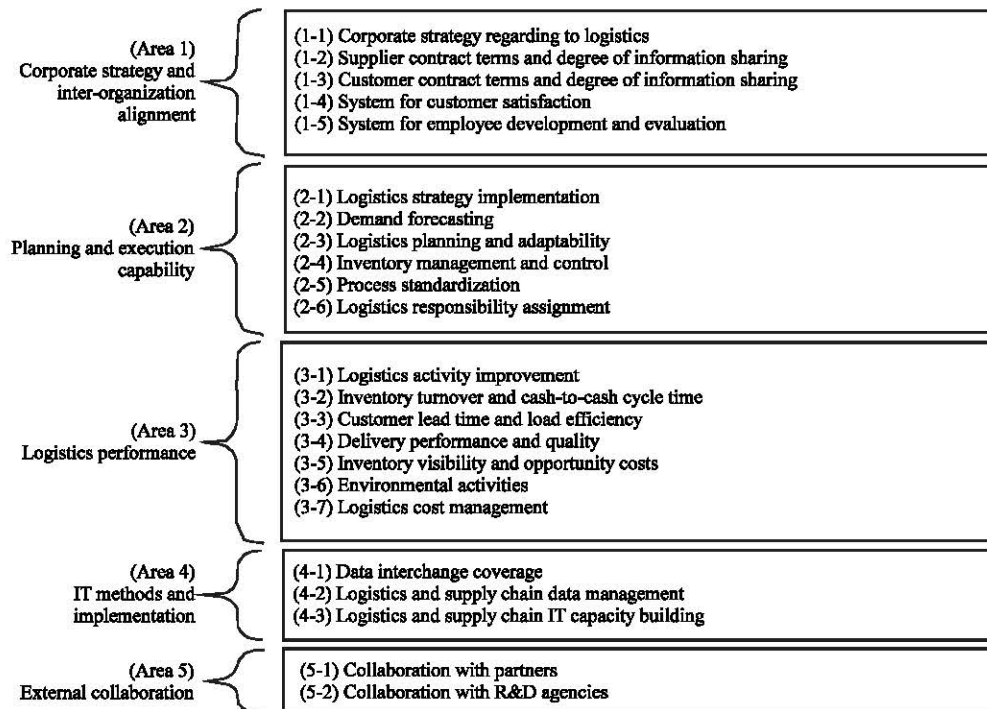 (Area 1)
Corporate strategy and
inter-organization
alignment
(1-1) Corporate strategy regarding to logistics
(1-2) Supplier contract terms and degree of information sharing
(1-3) Customer contract terms and degree of information sharing
(1-4) System for customer satisfaction
(1-5) System for employee development and evaluation
(Area 2)
Planning and execution
capability
(2-1) Logistics strategy implementation
(2-2) Demand forecasting
(2-3) Logistics planning and adaptability
(2-4) Inventory management and control
(2-5) Process standardization
(2-6) Logistics responsibility assignment
(Area 3)
Logistics performance
(3-1) Logistics activity improvement
(3-2) Inventory turnover and cash-to-cash cycle time
(3-3) Customer lead time and load efficiency
(3-4) Delivery performance and quality
(3-5) Inventory visibility and opportunity costs
(3-6) Environmental activities
(3-7) Logistics cost management
(Area 4)
IT methods and
implementation
(4-1) Data interchange coverage
(4-2) Logistics and supply chain data management
(4-3) Logistics and supply chain IT capacity building
(Area 5)
External collaboration
(5-1) Collaboration with partners
(5-2) Collaboration with R&D agencies